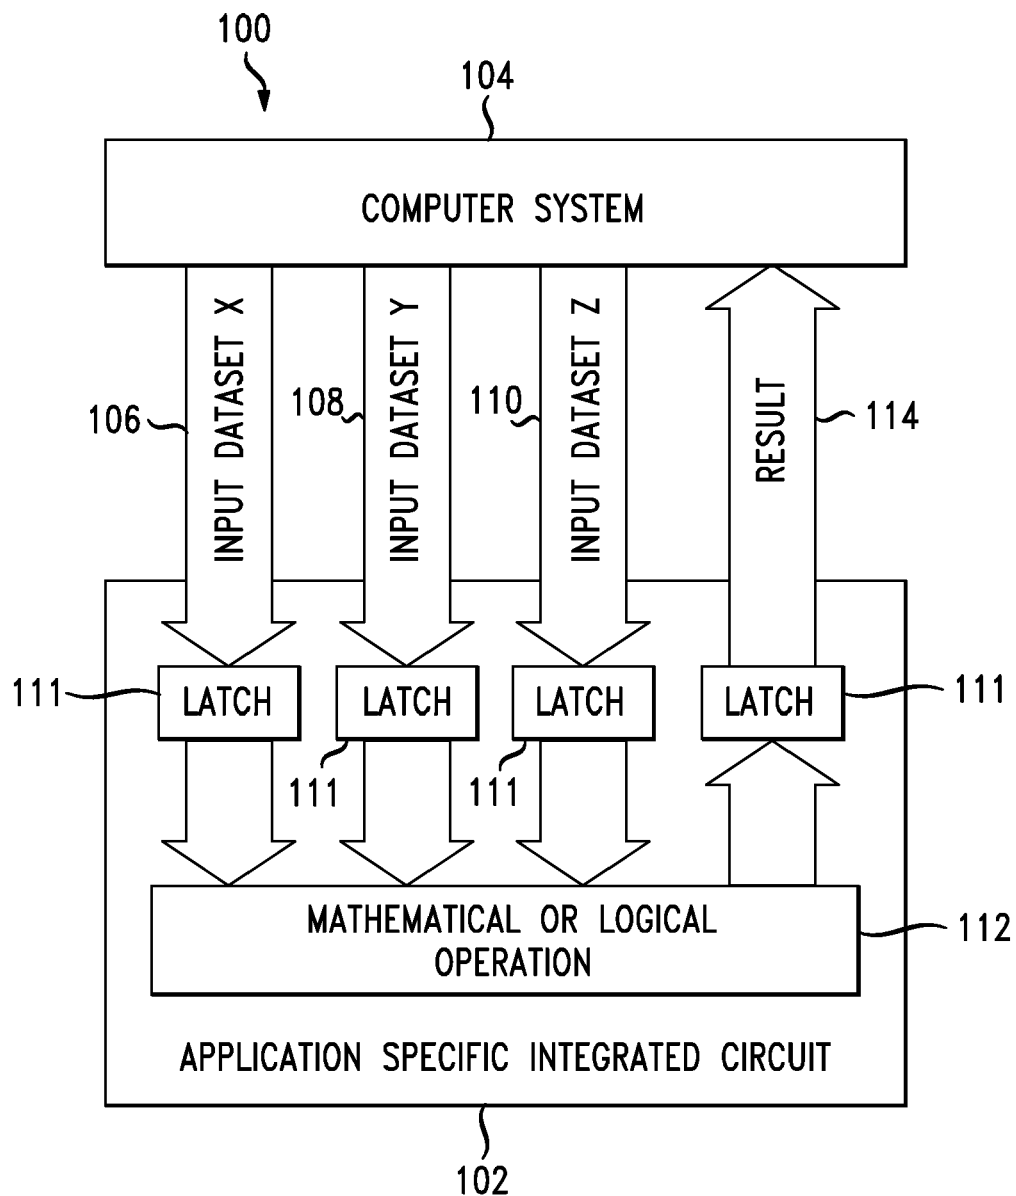 100
104
COMPUTER SYSTEM
INPUT DATASET X
INPUT DATASET Y
INPUT DATASET Z
RESULT
106
108
110
114
111
LATCH
LATCH
LATCH
LATCH
111
111
111
MATHEMATICAL OR LOGICAL
OPERATION
112
APPLICATION SPECIFIC INTEGRATED CIRCUIT
102